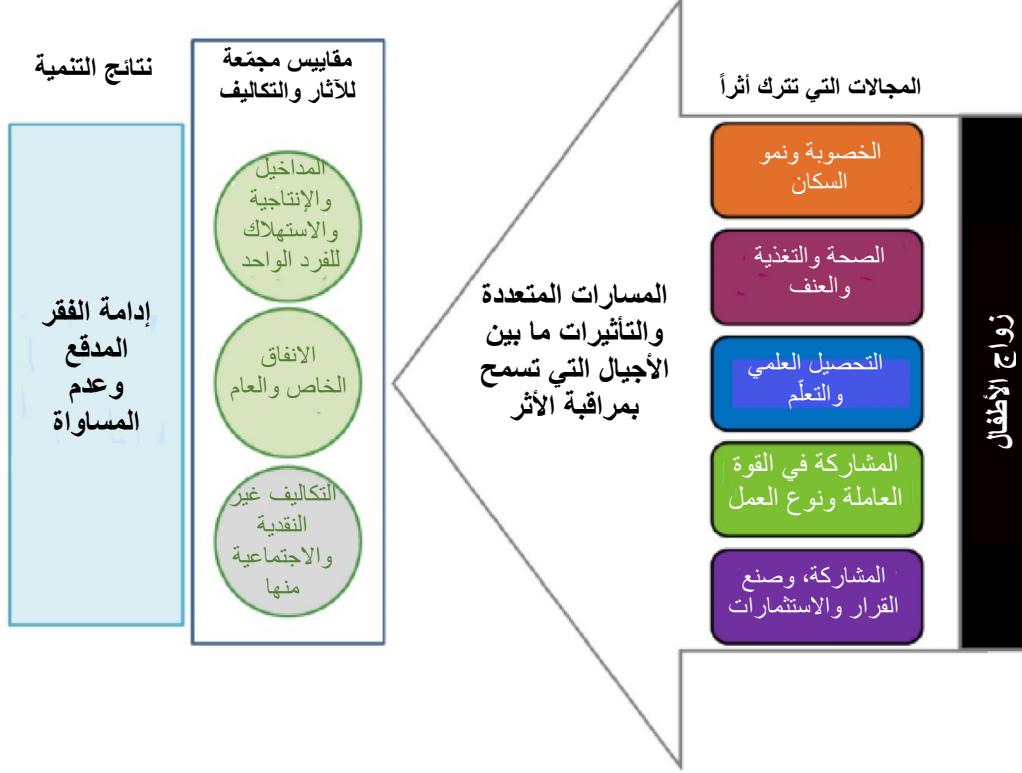 زواج الأطفال
المجالات التي تترك أثراً
الخصوبة ونمو
السكان
الصحة والتغذية
والعنف
التحصيل العلمي
والتعلّم
المشاركة في القوة
العاملة ونوع العمل
المشاركة، وصنع
القرار والاستثمارات
المسارات المتعددة
والتأثيرات ما بين
الأجيال التي تسمح
بمراقبة الأثر
مقاييس مجمّعة
للآثار والتكاليف
المداخيل
والإنتاجية
والاستهلاك
للفرد الواحد
الانفاق
الخاص والعام
التكاليف غير
النقدية
والاجتماعية
منها
نتائج التنمية
إدامة الفقر
المدقع
وعدم
المساواة